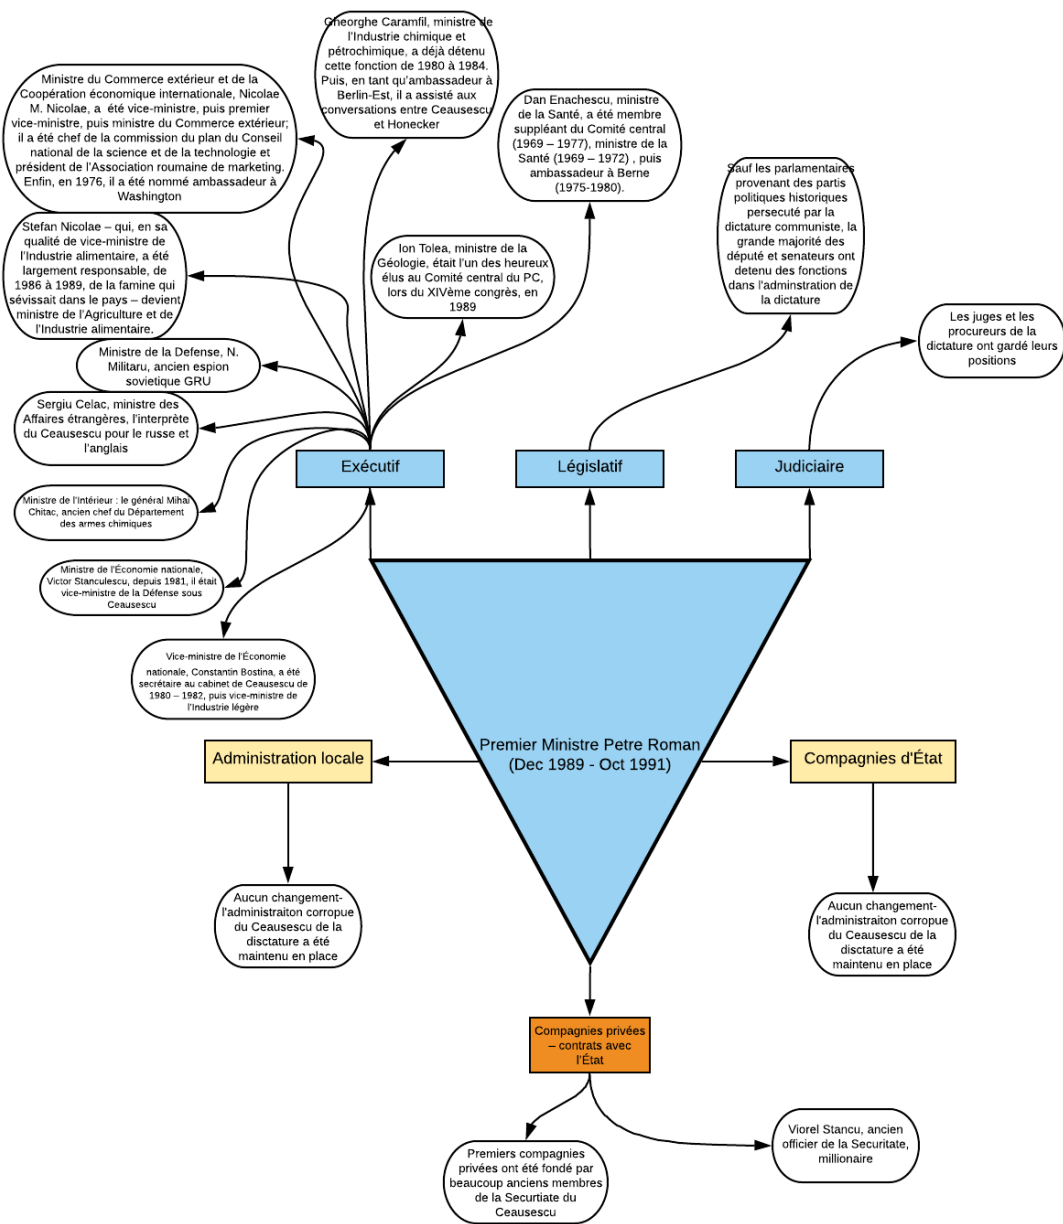 Gheorghe Caramfil, ministre de
l'Industrie chimique et
pétrochimique, a déjà détenu
cette fonction de 1980 à 1984.
Puis, en tant qu'ambassadeur à
Berlin-Est, il a assisté aux
conversations entre Ceausescu
et Honecker
Ministre du Commerce extérieur et de la
Coopération économique internationale, Nicolae
M. Nicolae, a été vice-ministre, puis premier
vice-ministre, puis ministre du Commerce extérieur;
il a été chef de la commission du plan du Conseil
national de la science et de la technologie et
président de l'Association roumaine de marketing.
Enfin, en 1976, il a été nommé ambassadeur à
Washington
Dan Enachescu, ministre
de la Santé, a été membre
suppléant du Comité central
(1969 – 1977), ministre de la
Santé (1969 – 1972) , puis
ambassadeur à Berne
(1975-1980).
Sauf les parlamentaires
provenant des partis
politiques historiques
persecuté par la
dictature communiste, la
grande majorité des
député et senateurs ont
detenu des fonctions
dans l'adminstration de
la dictature
Stefan Nicolae – qui, en sa
qualité de vice-ministre de
l'Industrie alimentaire, a été
largement responsable, de
1986 à 1989, de la famine qui
sévissait dans le pays – devient
ministre de l'Agriculture et de
l'Industrie alimentaire.
Ion Tolea, ministre de la
Géologie, était l'un des heureux
élus au Comité central du PC,
lors du XIVème congrès, en
1989
Les juges et les
procureurs de la
dictature ont gardé leurs
positions
Ministre de la Defense, N.
Militaru, ancien espion
sovietique GRU
Sergiu Celac, ministre des
Affaires étrangères, l'interprète
du Ceausescu pour le russe et
l'anglais
Exécutif
Législatif
Judiciaire
Ministre de l'Intérieur : le général Mihai
Chitac, ancien chef du Département
des armes chimiques
Ministre de l'Économie nationale,
Victor Stanculescu, depuis 1981, il était
vice-ministre de la Défense sous
Ceausescu
Vice-ministre de l'Économie
nationale, Constantin Bostina, a été
secrétaire au cabinet de Ceausescu de
1980 – 1982, puis vice-ministre de
l'Industrie légère
Premier Ministre Petre Roman
(Dec 1989 - Oct 1991)
Administration locale
Compagnies d'État
Aucun changement-
l'administraiton corropue
du Ceausescu de la
disctature a été
maintenu en place
Aucun changement-
l'administraiton corropue
du Ceausescu de la
disctature a été
maintenu en place
Compagnies privées
– contrats avec
l'État
Viorel Stancu, ancien
officier de la Securitate,
millionaire
Premiers compagnies
privées ont été fondé par
beaucoup anciens membres
de la Securtiate du
Ceausescu